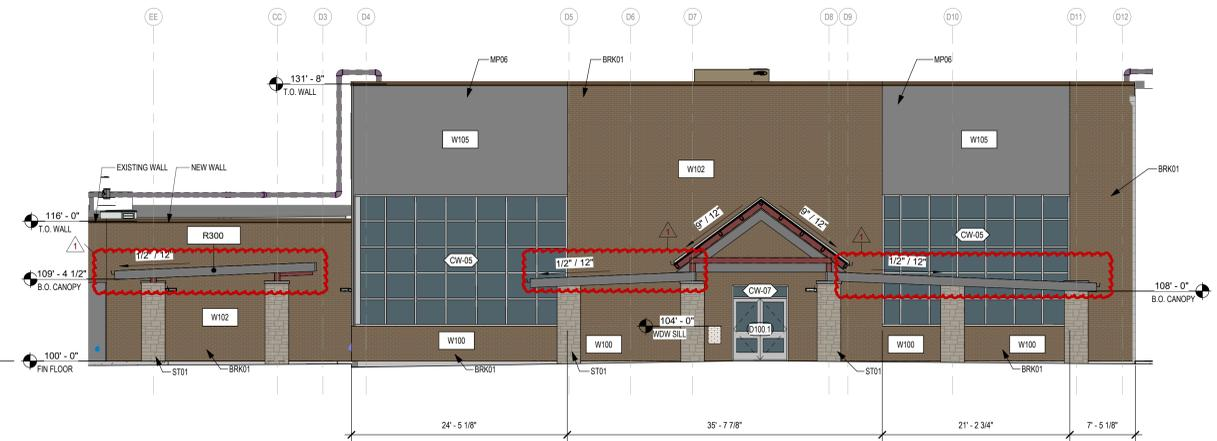 EE
CC
D3
D4
D5
D6
D7
D8
D9
D10
D11
D12
MP06
BRK01
MP06
131' - 8"
T.O. WALL
W105
W105
W102
EXISTING WALL
NEW WALL
BRK01
116' - 0"
T.O. WALL
9" / 12"
9" / 12"
R300
1
1
1
CW-05
1/2" / 12"
CW-05
1/2" / 12"
1/2" / 12"
109' - 4 1/2"
B.O. CANOPY
108' - 0"
B.O. CANOPY
CW-07
W102
104' - 0"
WDW SILL
D100.1
W100
W100
W100
W100
100' - 0"
FIN FLOOR
ST01
BRK01
BRK01
ST01
ST01
BRK01
24' - 5 1/8"
35' - 7 7/8"
21' - 2 3/4"
7' - 5 1/8"